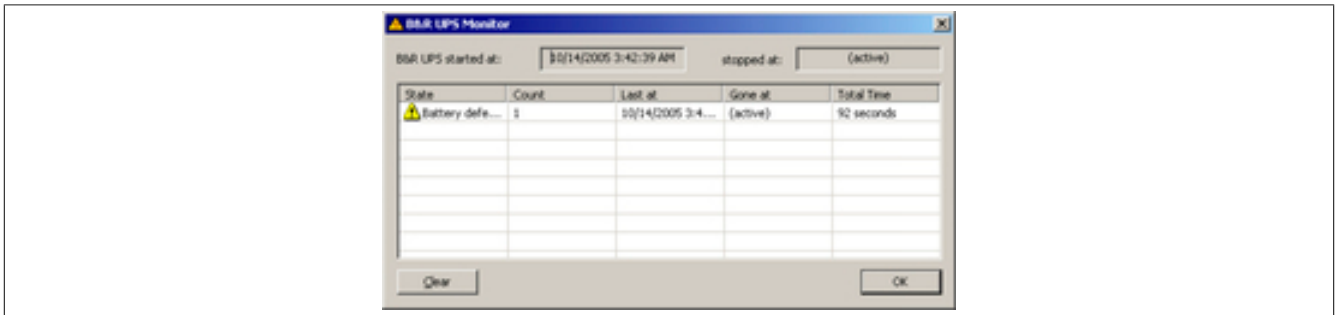 B&R UPS Monitor
B&R UPS started at: 10/14/2005 3:42:39 AM stopped at: (active)
State Count Last at Gone at Total Time
Battery defe.... 1 10/14/2005 3:4.... (active) 92 seconds
Clear OK